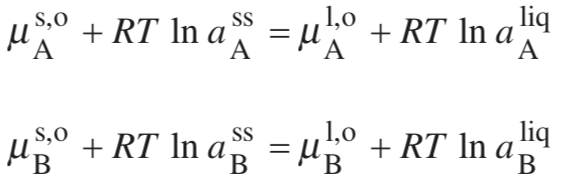 μ_A^{s,o} + RT ln a_A^{ss} = μ_A^{l,o} + RT ln a_A^{liq}
μ_B^{s,o} + RT ln a_B^{ss} = μ_B^{l,o} + RT ln a_B^{liq}